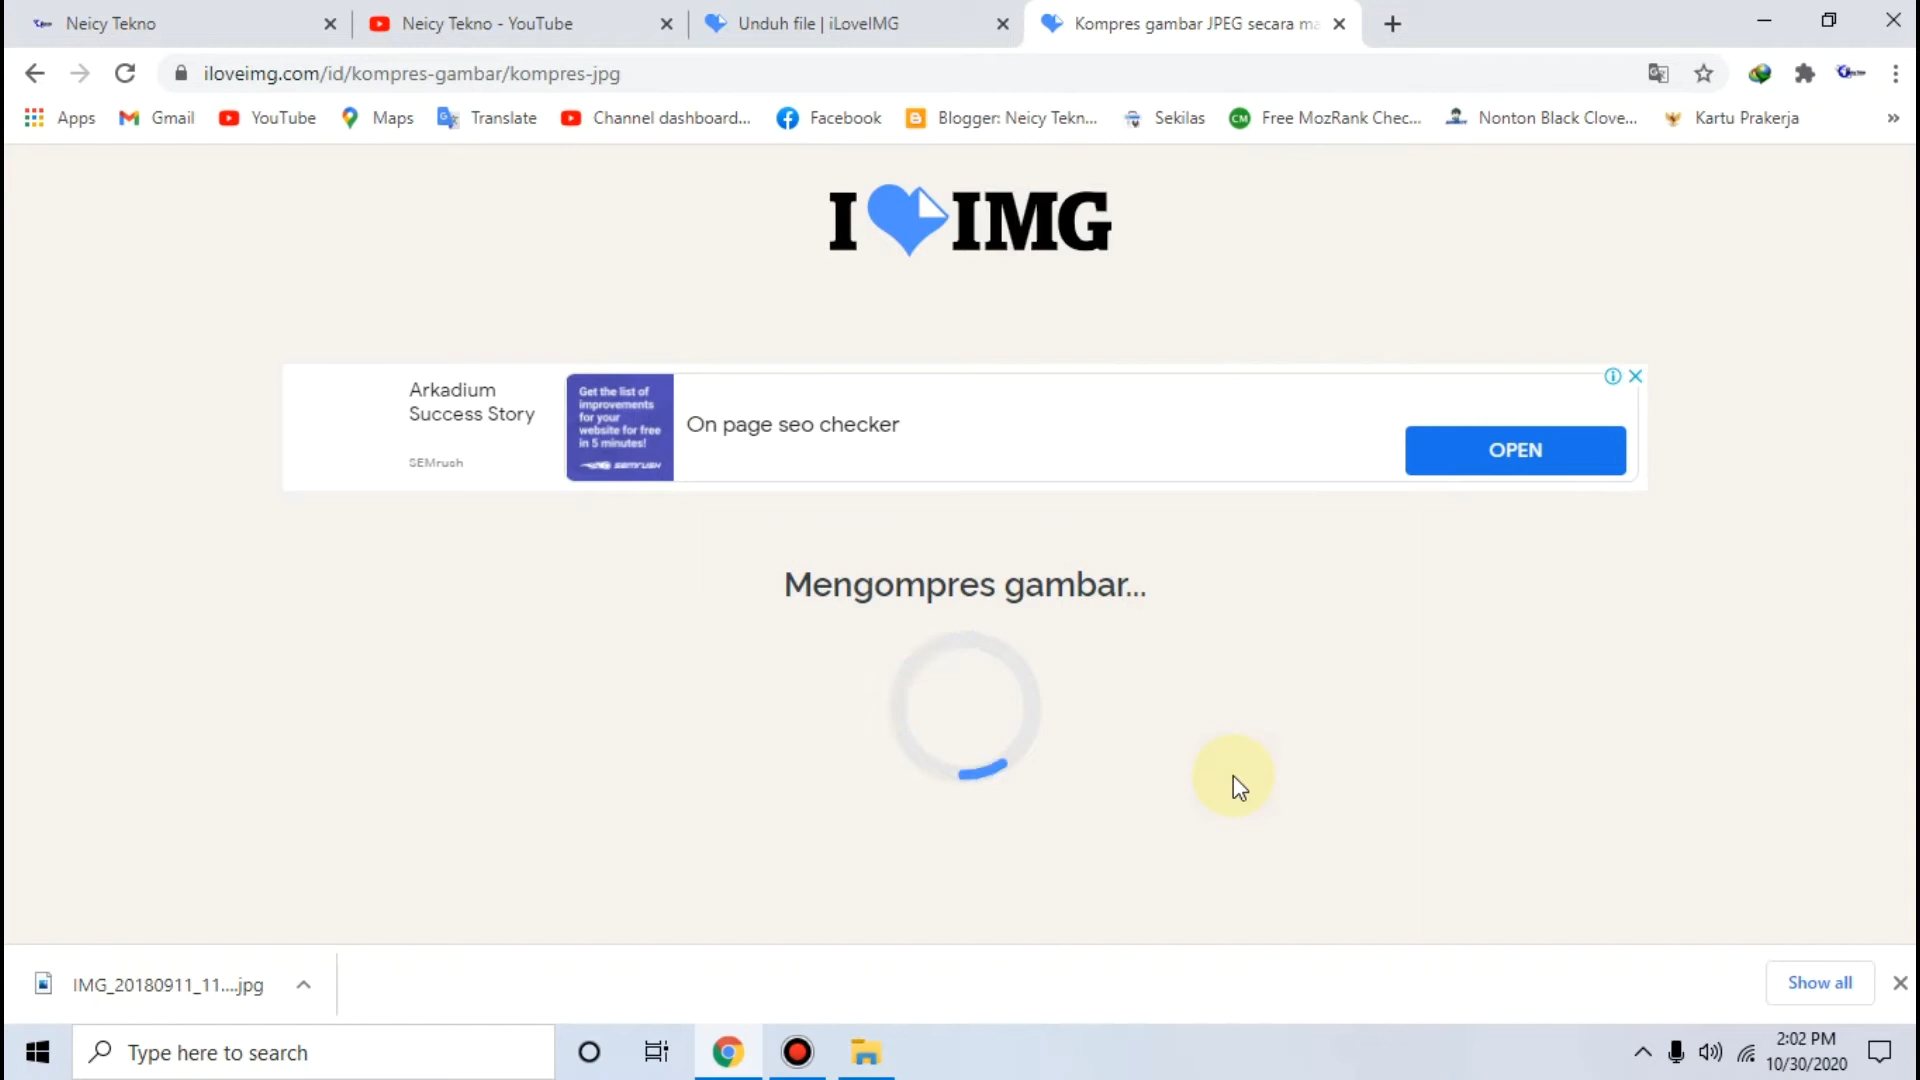 Neicy Tekno
Neicy Tekno - YouTube
Unduh file | iLoveIMG
Kompres gambar JPEG secara ma
iloveimg.com/id/kompres-gambar/kompres-jpg
Apps
Gmail
YouTube
Maps
Translate
Channel dashboard...
Facebook
Blogger: Neicy Tekn...
CM
Free MozRank Chec...
Sekilas
Nonton Black Clove...
Kartu Prakerja
»
I IMG
Arkadium
Success Story
SEMrush
Get the list of
improvements
for your
website for free
in 5 minutes!
SEMRUSH
On page seo checker
OPEN
Mengompres gambar...
IMG_20180911_11....jpg
Show all
Type here to search
2:02 PM
10/30/2020